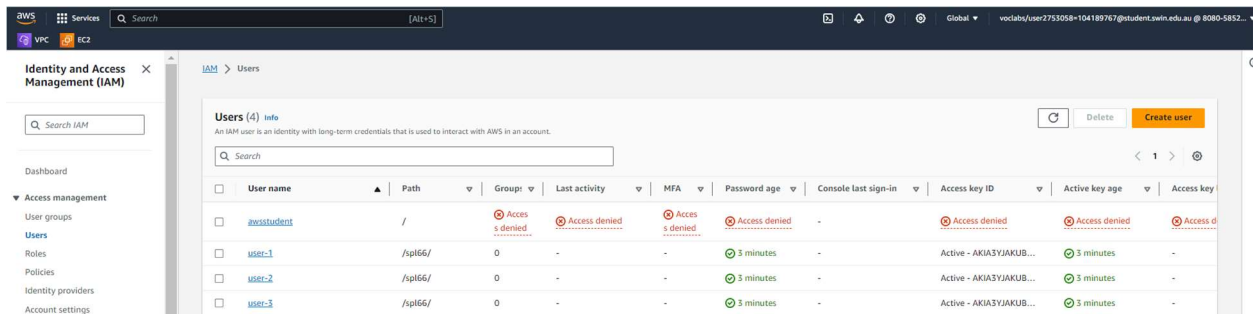 aws Services Search [Alt+S] Global voclabs/user2753058=104189767@student.swin.edu.au @ 8080-5852...
VPC EC2
Identity and Access Management (IAM)
Search IAM
Dashboard
Access management
User groups
Users
Roles
Policies
Identity providers
Account settings
IAM > Users
Users (4) Info
An IAM user is an identity with long-term credentials that is used to interact with AWS in an account.
Delete Create user
Search
1
User name Path Group: Last activity MFA Password age Console last sign-in Access key ID Active key age Access key
awsstudent / Access denied Access denied Access denied Access denied - Access denied Access denied Access d
user-1 /spl66/ 0 - - 3 minutes - Active - AKIA3YJAKUB... 3 minutes -
user-2 /spl66/ 0 - - 3 minutes - Active - AKIA3YJAKUB... 3 minutes -
user-3 /spl66/ 0 - - 3 minutes - Active - AKIA3YJAKUB... 3 minutes -